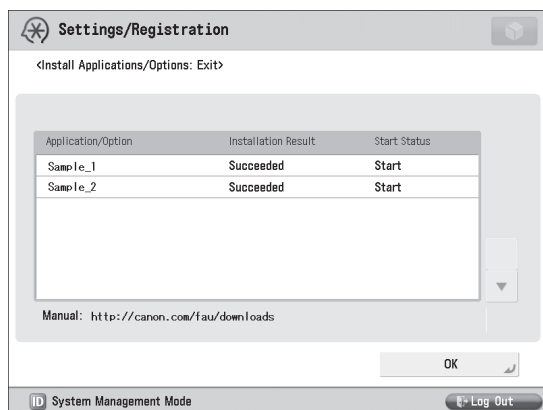 Settings/Registration
<Install Applications/Options: Exit>
Application/Option Installation Result Start Status
Sample_1 Succeeded Start
Sample_2 Succeeded Start
Manual: http://canon.com/fau/downloads
OK
ID System Management Mode Log Out